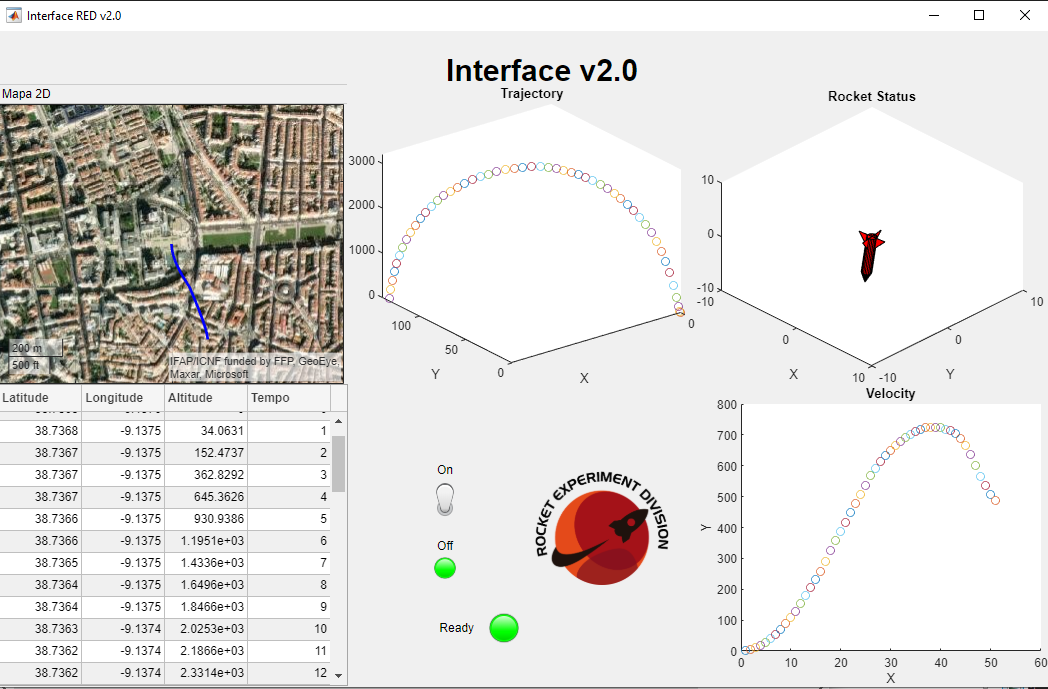 Interface RED v2.0
Interface v2.0
Mapa 2D
200 m
500 ft
IFAP/ICNF funded by FFP, GeoEye,
Maxar, Microsoft
Trajectory
3000
2000
1000
0
100
50
0
0
Y
X
Rocket Status
10
0
-10
-10
0
10
-10
0
10
X
Y
Latitude Longitude Altitude Tempo
38.7368 -9.1375 34.0631 1
38.7367 -9.1375 152.4737 2
38.7367 -9.1375 362.8292 3
38.7367 -9.1375 645.3626 4
38.7366 -9.1375 930.9386 5
38.7366 -9.1375 1.1951e+03 6
38.7365 -9.1375 1.4336e+03 7
38.7364 -9.1375 1.6496e+03 8
38.7364 -9.1375 1.8466e+03 9
38.7363 -9.1374 2.0253e+03 10
38.7362 -9.1374 2.1866e+03 11
38.7362 -9.1374 2.3314e+03 12
On
Off
Ready
ROCKET EXPERIMENT DIVISION
Velocity
800
700
600
500
400
300
200
100
0
Y
0 10 20 30 40 50 60
X